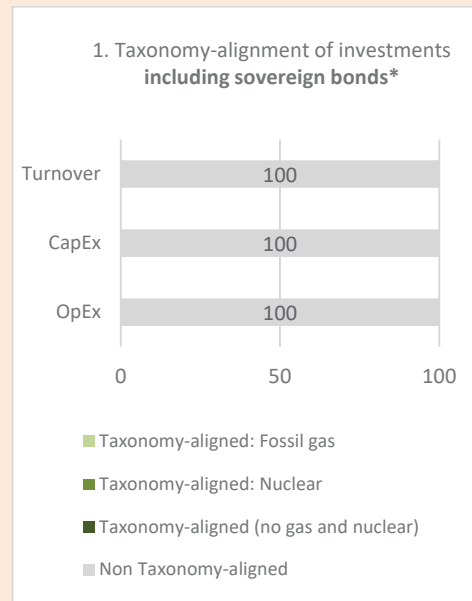 1. Taxonomy-alignment of investments
including sovereign bonds*
Turnover
100
CapEx
100
OpEx
100
0
50
100
Taxonomy-aligned: Fossil gas
Taxonomy-aligned: Nuclear
Taxonomy-aligned (no gas and nuclear)
Non Taxonomy-aligned